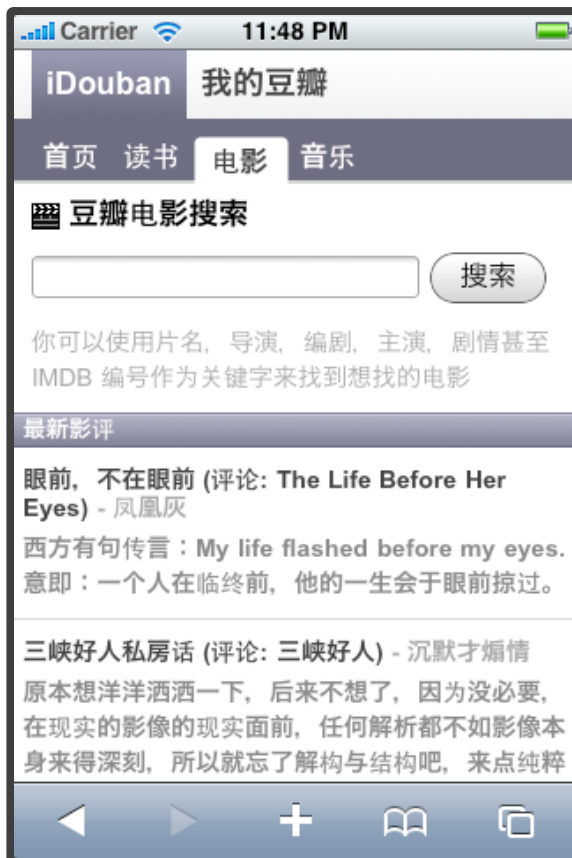 Carrier 11:48 PM
iDouban 我的豆瓣
首页 读书 电影 音乐
豆瓣电影搜索
搜索
你可以使用片名, 导演, 编剧, 主演, 剧情甚至
IMDB 编号作为关键字来找到想找的电影
最新影评
眼前, 不在眼前 (评论: The Life Before Her
Eyes) - 凤凰灰
西方有句传言：My life flashed before my eyes.
意即：一个人在临终前, 他的一生会于眼前掠过。
三峡好人私房话 (评论: 三峡好人) - 沉默才煽情
原本想洋洋洒洒一下, 后来不想了, 因为没必要,
在现实的影像的现实面前, 任何解析都不如影像本
身来得深刻, 所以就忘了解构与结构吧, 来点纯粹